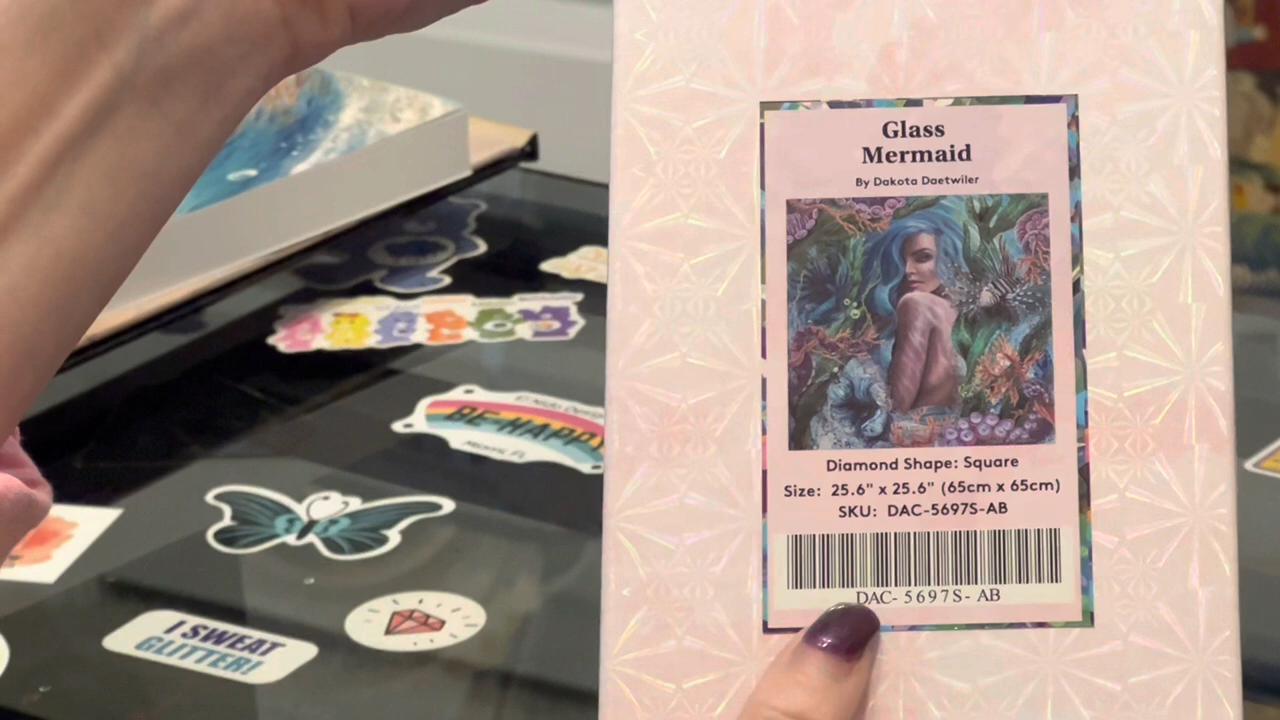 Glass
Mermaid
By Dakota Daetwiler
Diamond Shape: Square
Size: 25.6" x 25.6" (65cm x 65cm)
SKU: DAC-5697S-AB
DAC- 5697S- AB
BE HAPPY
I SWEAT
GLITTER!